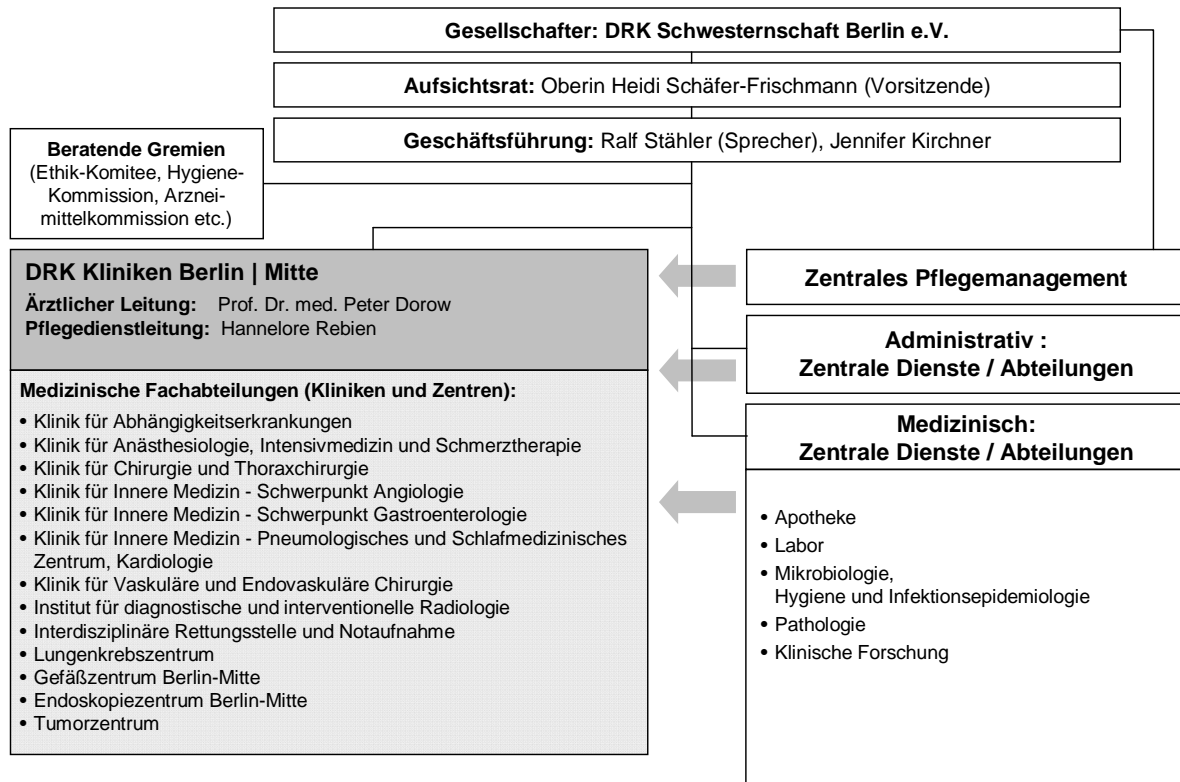 Gesellschafter: DRK Schwesternschaft Berlin e.V.
Aufsichtsrat: Oberin Heidi Schäfer-Frischmann (Vorsitzende)
Geschäftsführung: Ralf Stähler (Sprecher), Jennifer Kirchner
Beratende Gremien
(Ethik-Komitee, Hygiene-
Kommission, Arznei-
mittelkommission etc.)
DRK Kliniken Berlin | Mitte
Ärztlicher Leitung: Prof. Dr. med. Peter Dorow
Pflegedienstleitung: Hannelore Rebien
Medizinische Fachabteilungen (Kliniken und Zentren):
• Klinik für Abhängigkeitserkrankungen
• Klinik für Anästhesiologie, Intensivmedizin und Schmerztherapie
• Klinik für Chirurgie und Thoraxchirurgie
• Klinik für Innere Medizin - Schwerpunkt Angiologie
• Klinik für Innere Medizin - Schwerpunkt Gastroenterologie
• Klinik für Innere Medizin - Pneumologisches und Schlafmedizinisches
Zentrum, Kardiologie
• Klinik für Vaskuläre und Endovaskuläre Chirurgie
• Institut für diagnostische und interventionelle Radiologie
• Interdisziplinäre Rettungsstelle und Notaufnahme
• Lungenkrebszentrum
• Gefäßzentrum Berlin-Mitte
• Endoskopiezentrum Berlin-Mitte
• Tumorzentrum
Zentrales Pflegemanagement
Administrativ :
Zentrale Dienste / Abteilungen
Medizinisch:
Zentrale Dienste / Abteilungen
• Apotheke
• Labor
• Mikrobiologie,
Hygiene und Infektionsepidemiologie
• Pathologie
• Klinische Forschung